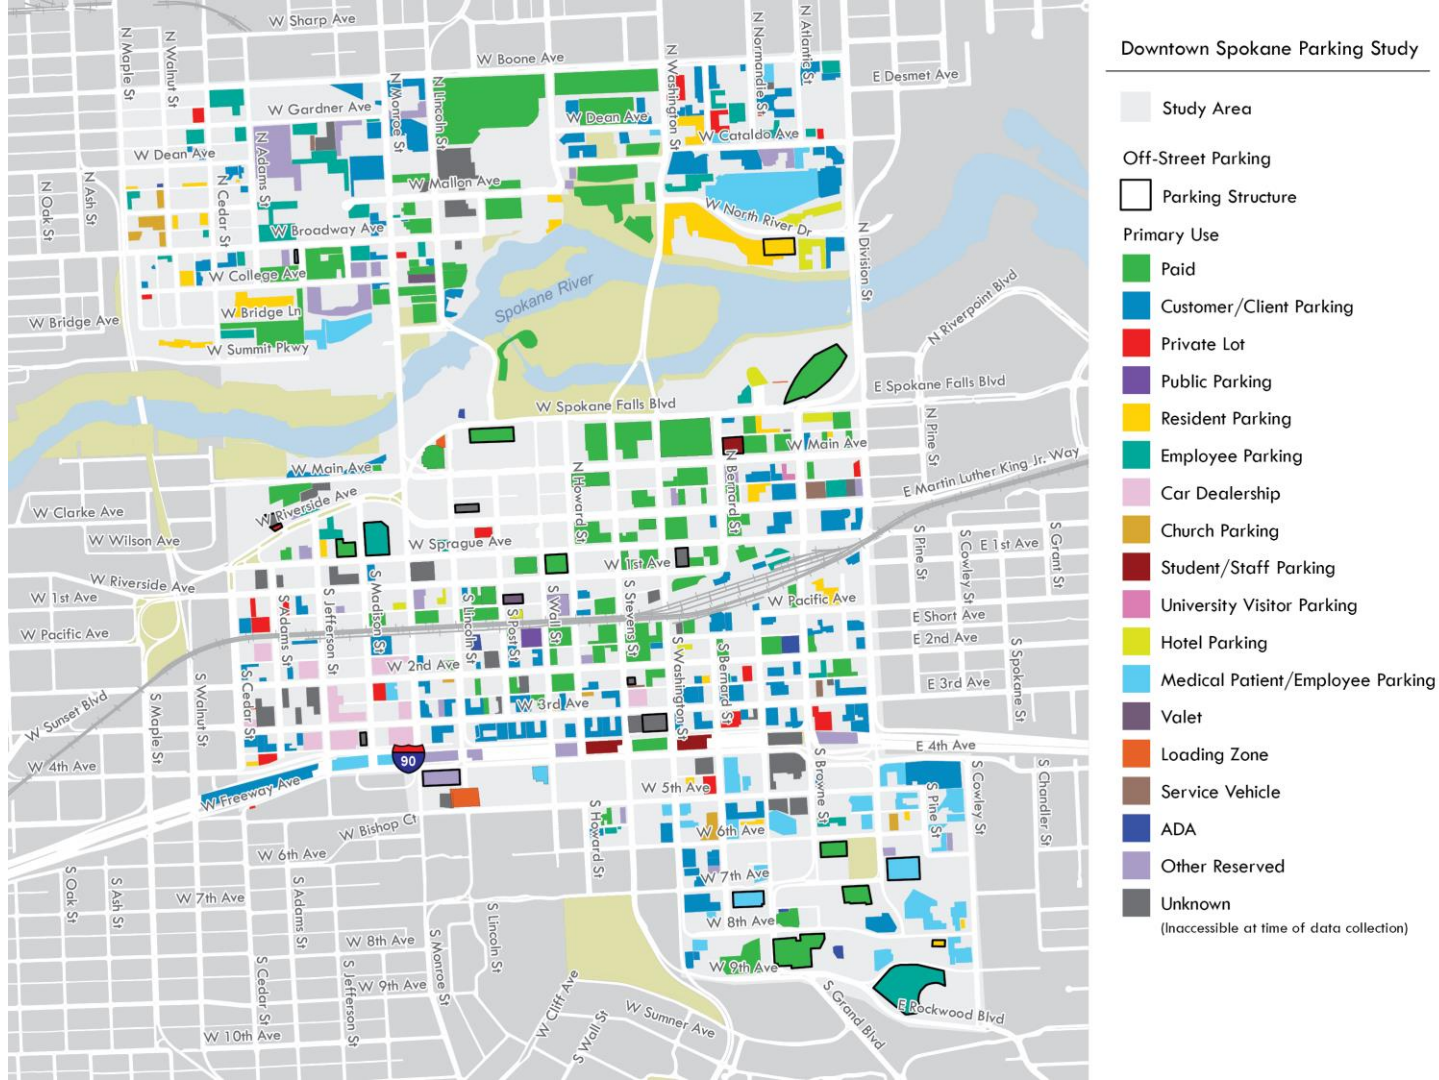 Downtown Spokane Parking Study
Study Area
Off-Street Parking
Parking Structure
Primary Use
Paid
Customer/Client Parking
Private Lot
Public Parking
Resident Parking
Employee Parking
Car Dealership
Church Parking
Student/Staff Parking
University Visitor Parking
Hotel Parking
Medical Patient/Employee Parking
Valet
Loading Zone
Service Vehicle
ADA
Other Reserved
Unknown
(Inaccessible at time of data collection)
W Sharp Ave
N Maple St
N Walnut St
W Boone Ave
N Washington St
N Normandie St
N Atlantic St
E Desmet Ave
W Gardner Ave
N Monroe St
N Lincoln St
W Dean Ave
W Cataldo Ave
W Dean Ave
N Adams St
N Oak St
N Ash St
N Cedar St
W Mallon Ave
W North River Dr
W Broadway Ave
N Division St
W College Ave
Spokane River
N Riverpoint Blvd
W Bridge Ave
W Bridge Ln
W Summit Pkwy
E Spokane Falls Blvd
W Spokane Falls Blvd
N Pine St
W Main Ave
W Main Ave
N Howard St
N Bernard St
E Martin Luther King Jr. Way
W Riverside Ave
W Clarke Ave
W Wilson Ave
W Sprague Ave
W 1st Ave
S Pine St
S Cowley St
E 1st Ave
S Grant St
W Riverside Ave
W 1st Ave
W Pacific Ave
W Pacific Ave
S Adams St
S Jefferson St
S Madison St
S Lincoln St
S Post St
S Wall St
S Stevens St
E Short Ave
E 2nd Ave
W 2nd Ave
S Washington St
S Bernard St
S Spokane St
E 3rd Ave
S Maple St
S Walnut St
S Cedar St
W Sunset Blvd
W 3rd Ave
W 4th Ave
90
E 4th Ave
W Freeway Ave
W 5th Ave
S Browne St
S Pine St
S Cowley St
S Chandler St
W Bishop Ct
S Howard St
W 6th Ave
W 6th Ave
S Oak St
S Ash St
W 7th Ave
S Adams St
W 7th Ave
W 8th Ave
S Monroe St
S Lincoln St
W 8th Ave
W 9th Ave
S Cedar St
S Jefferson St
W 9th Ave
W Cliff Ave
S Wall St
W Sumner Ave
S Grand Blvd
E Rockwood Blvd
W 10th Ave